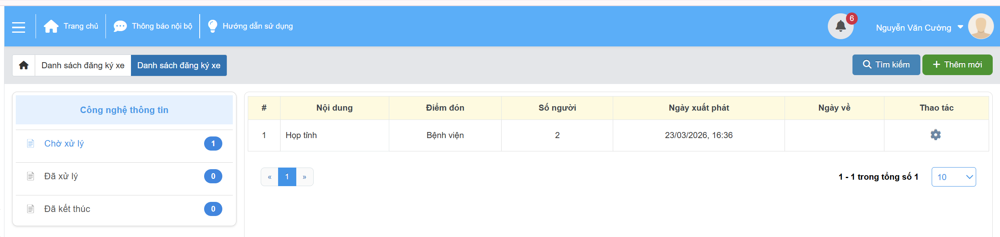 Trang chủ Thông báo nội bộ Hướng dẫn sử dụng 6 Nguyễn Văn Cường
Danh sách đăng ký xe Danh sách đăng ký xe Tìm kiếm + Thêm mới
Công nghệ thông tin
Chờ xử lý 1
Đã xử lý 0
Đã kết thúc 0
# Nội dung Điểm đón Số người Ngày xuất phát Ngày về Thao tác
1 Họp tỉnh Bệnh viện 2 23/03/2026, 16:36
« 1 » 1 - 1 trong tổng số 1 10